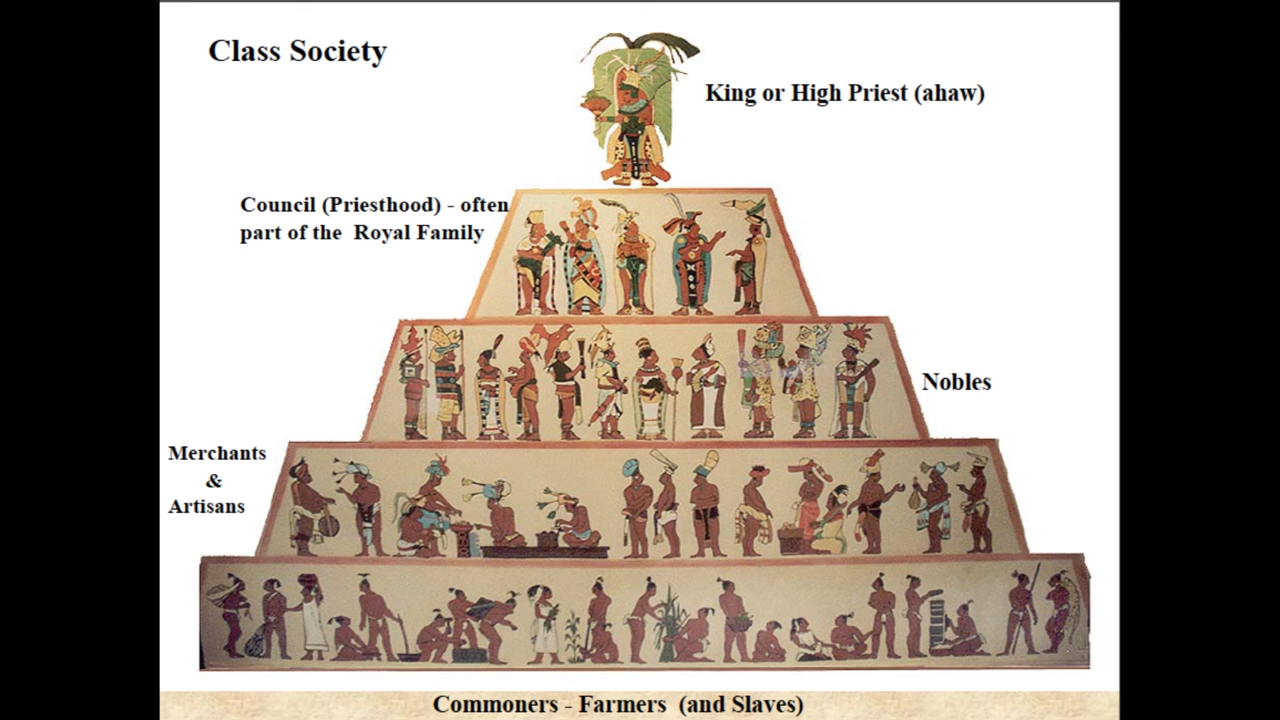 Class Society
King or High Priest (ahaw)
Council (Priesthood) - often
part of the Royal Family
Nobles
Merchants
&
Artisans
Commoners - Farmers (and Slaves)